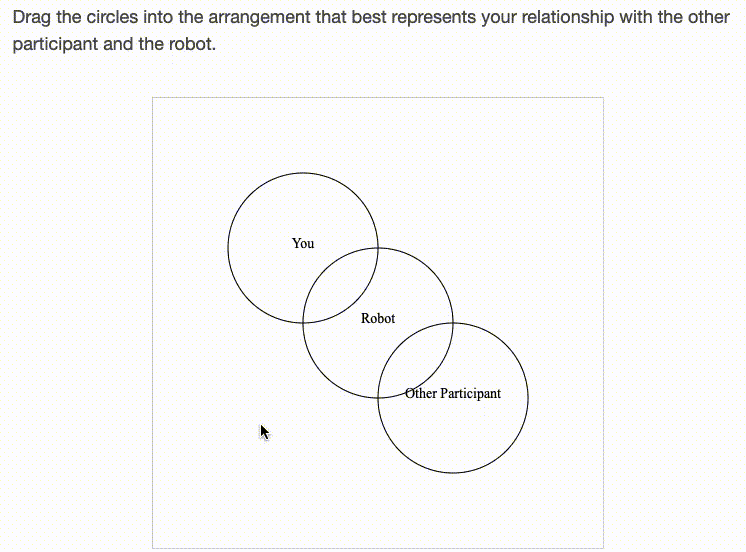 Drag the circles into the arrangement that best represents your relationship with the other
participant and the robot.
You
Robot
Other Participant